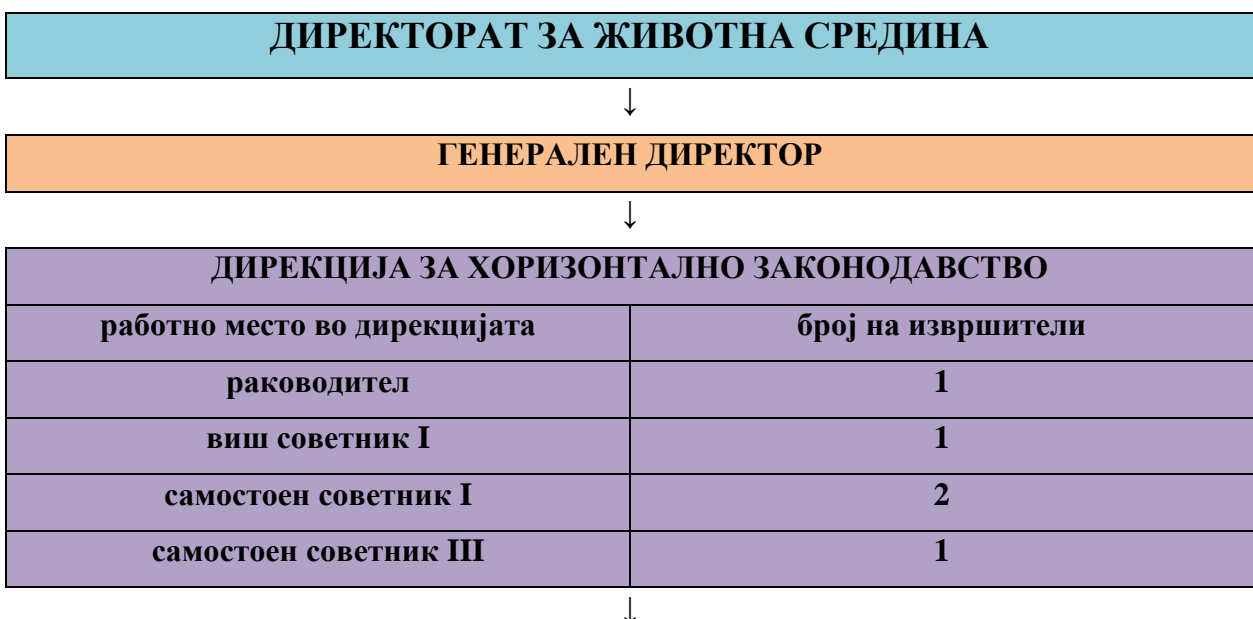 ДИРЕКТОРАТ ЗА ЖИВОТНА СРЕДИНА
↓
ГЕНЕРАЛЕН ДИРЕКТОР
↓
ДИРЕКЦИЈА ЗА ХОРИЗОНТАЛНО ЗАКОНОДАВСТВО
работно место во дирекцијата број на извршители
раководител 1
виш советник I 1
самостоен советник I 2
самостоен советник III 1
↓